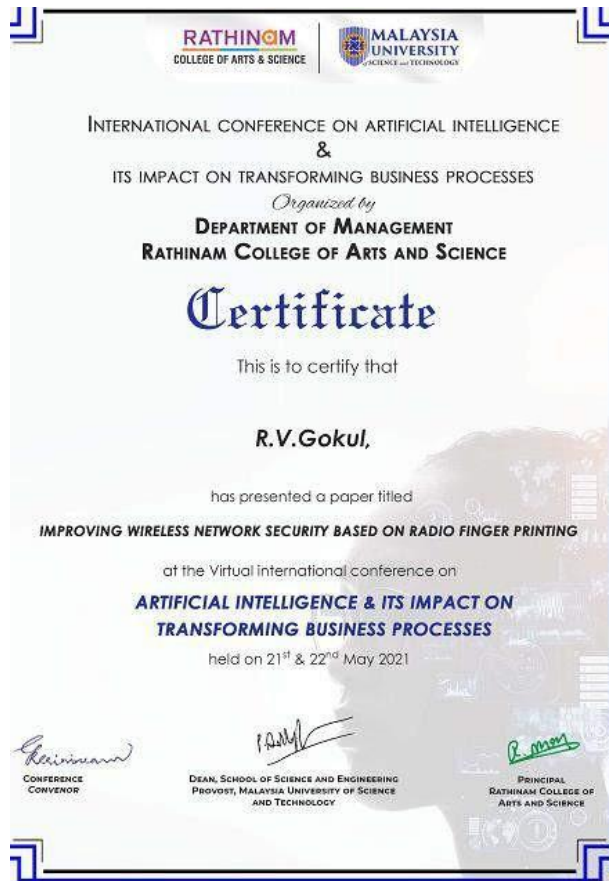 RATHINAM
COLLEGE OF ARTS & SCIENCE
MALAYSIA
UNIVERSITY
of SCIENCE and TECHNOLOGY
INTERNATIONAL CONFERENCE ON ARTIFICIAL INTELLIGENCE
&
ITS IMPACT ON TRANSFORMING BUSINESS PROCESSES
Organized by
DEPARTMENT OF MANAGEMENT
RATHINAM COLLEGE OF ARTS AND SCIENCE
Certificate
This is to certify that
R.V.Gokul,
has presented a paper titled
IMPROVING WIRELESS NETWORK SECURITY BASED ON RADIO FINGER PRINTING
at the Virtual international conference on
ARTIFICIAL INTELLIGENCE & ITS IMPACT ON
TRANSFORMING BUSINESS PROCESSES
held on 21st & 22nd May 2021
CONFERENCE
CONVENOR
DEAN, SCHOOL OF SCIENCE AND ENGINEERING
PROVOST, MALAYSIA UNIVERSITY OF SCIENCE
AND TECHNOLOGY
PRINCIPAL
RATHINAM COLLEGE OF
ARTS AND SCIENCE